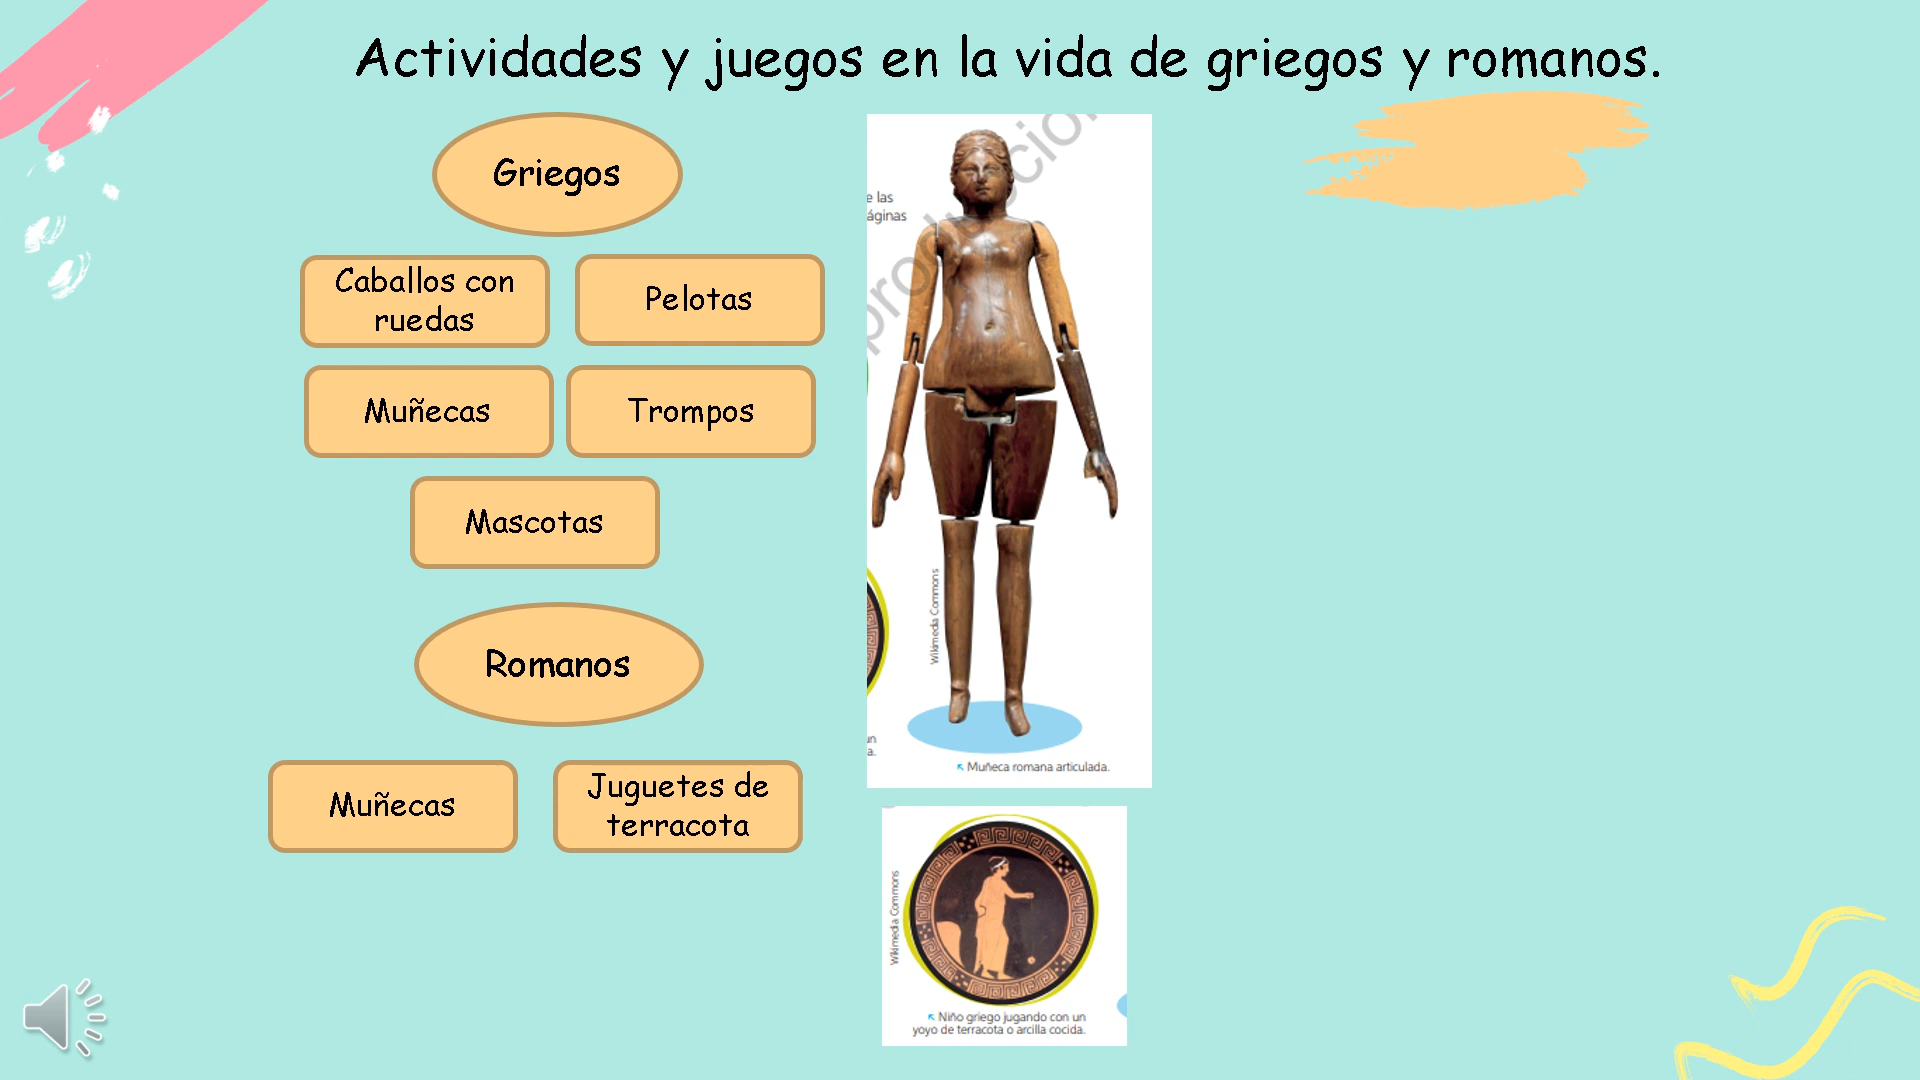 Actividades y juegos en la vida de griegos y romanos.
Griegos
Caballos con
ruedas
Pelotas
Muñecas
Trompos
Mascotas
Romanos
Muñecas
Juguetes de
terracota
e las
áginas
Wikimedia Commons
a.
Muñeca romana articulada.
Wikimedia Commons
Niño griego jugando con un
yoyo de terracota o arcilla cocida.